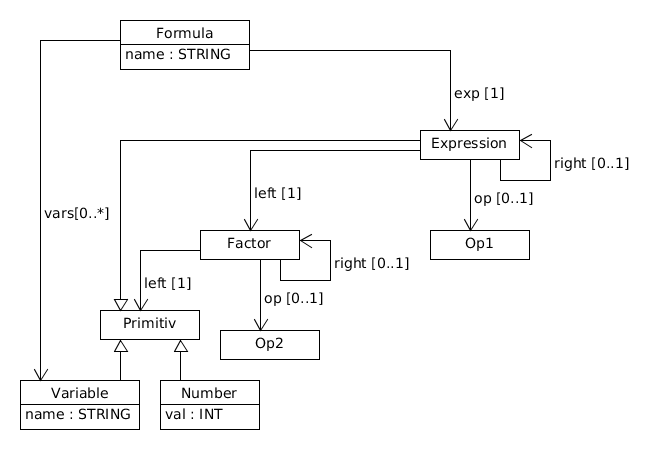 Formula
name : STRING
exp [1]
Expression
right [0..1]
left [1]
op [0..1]
vars[0..*]
Factor
Op1
right [0..1]
left [1]
op [0..1]
Primitiv
Op2
Variable
name : STRING
Number
val : INT